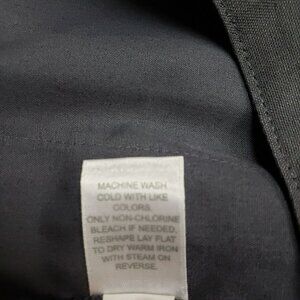 MACHINE WASH
COLD WITH LIKE
COLORS.
ONLY NON-CHLORINE
BLEACH IF NEEDED,
RESHAPE LAY FLAT
TO DRY WARM IRON
WITH STEAM ON
REVERSE.